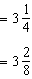 = 3 1/4
= 3 2/8